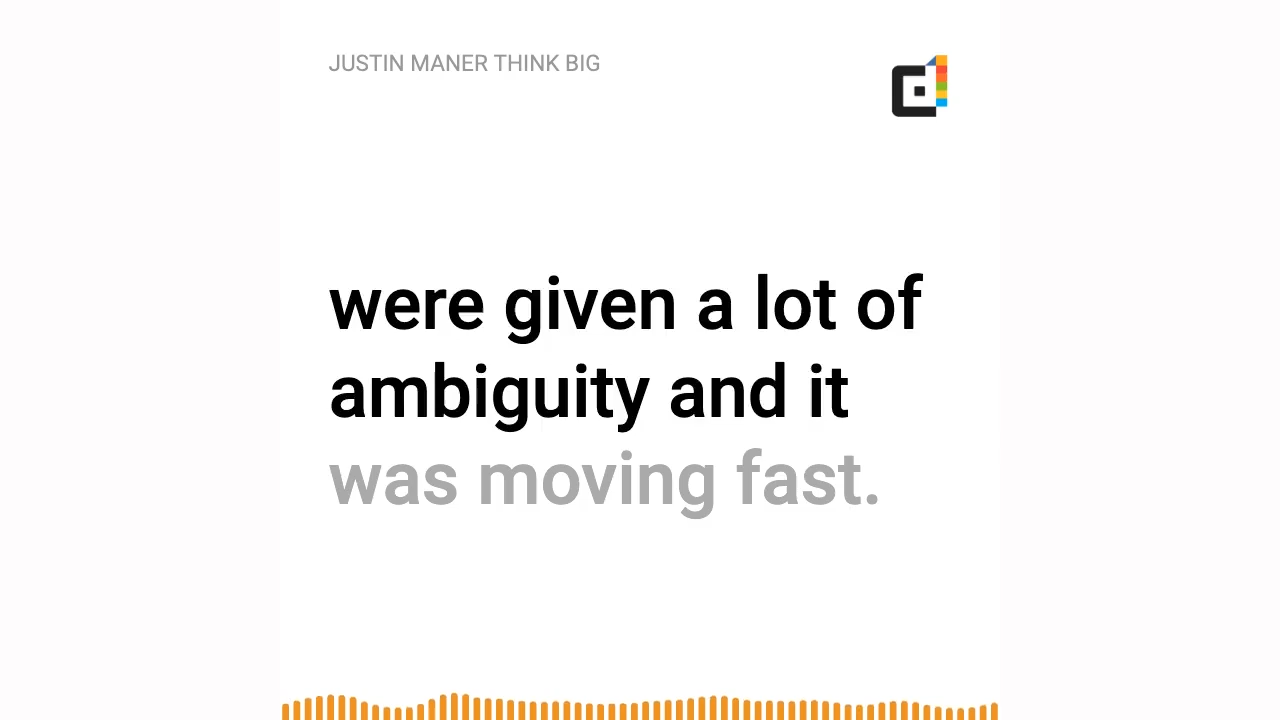 JUSTIN MANER THINK BIG
were given a lot of
ambiguity and it
was moving fast.